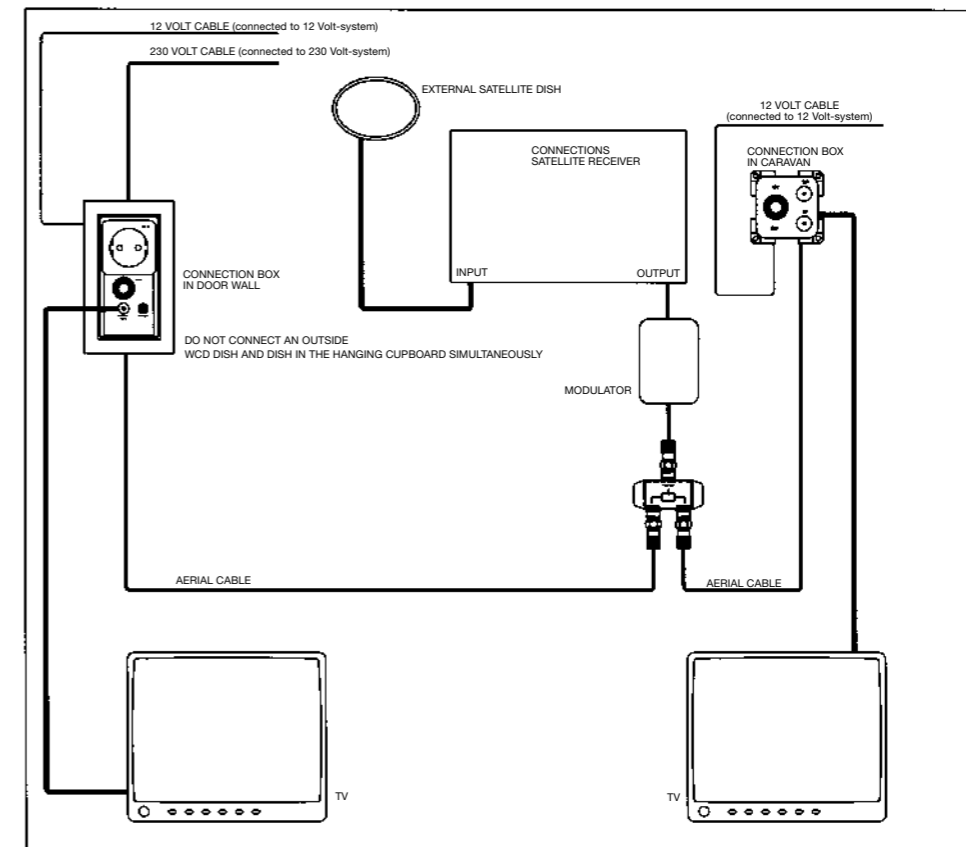 12 VOLT CABLE (connected to 12 Volt-system)
230 VOLT CABLE (connected to 230 Volt-system)
EXTERNAL SATELLITE DISH
12 VOLT CABLE
(connected to 12 Volt-system)
CONNECTIONS
SATELLITE RECEIVER
CONNECTION BOX
IN CARAVAN
CONNECTION BOX
IN DOOR WALL
INPUT
OUTPUT
DO NOT CONNECT AN OUTSIDE
WCD DISH AND DISH IN THE HANGING CUPBOARD SIMULTANEOUSLY
MODULATOR
AERIAL CABLE
AERIAL CABLE
TV
TV